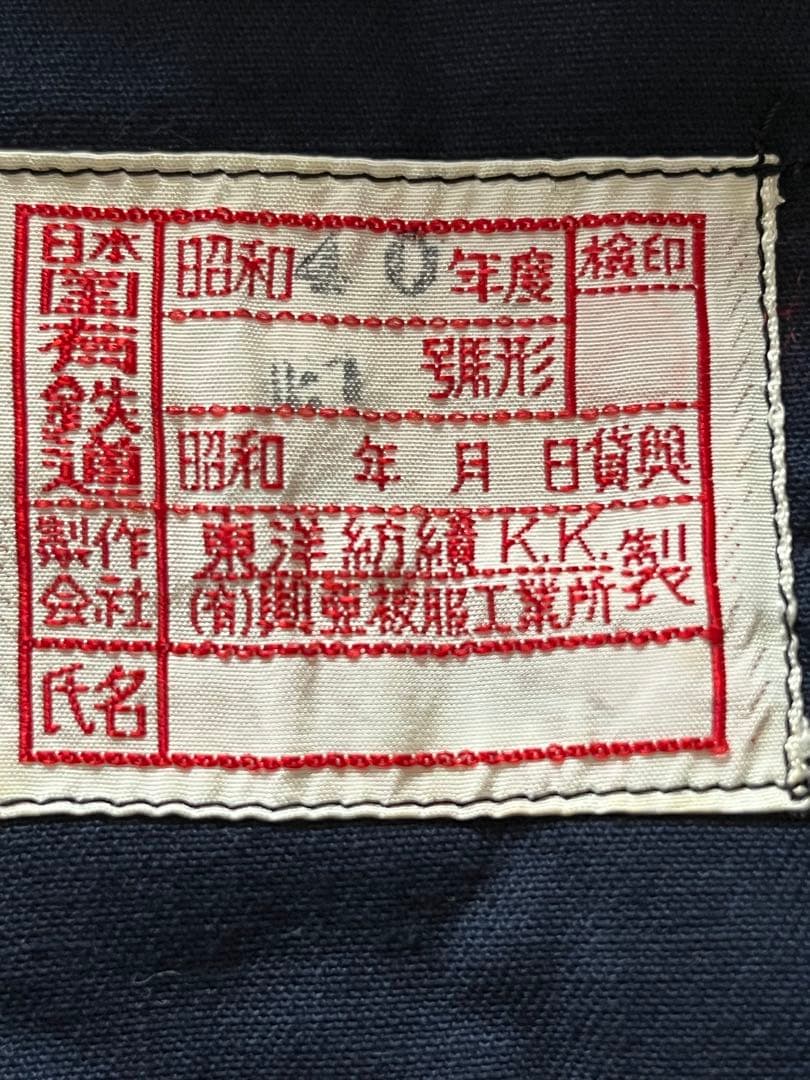 日本
国有鉄道
昭和40年度
検印
號形
昭和 年 月 日貸與
製作会社
東洋紡績K.K.
(有)興亜被服工業所
製
氏名